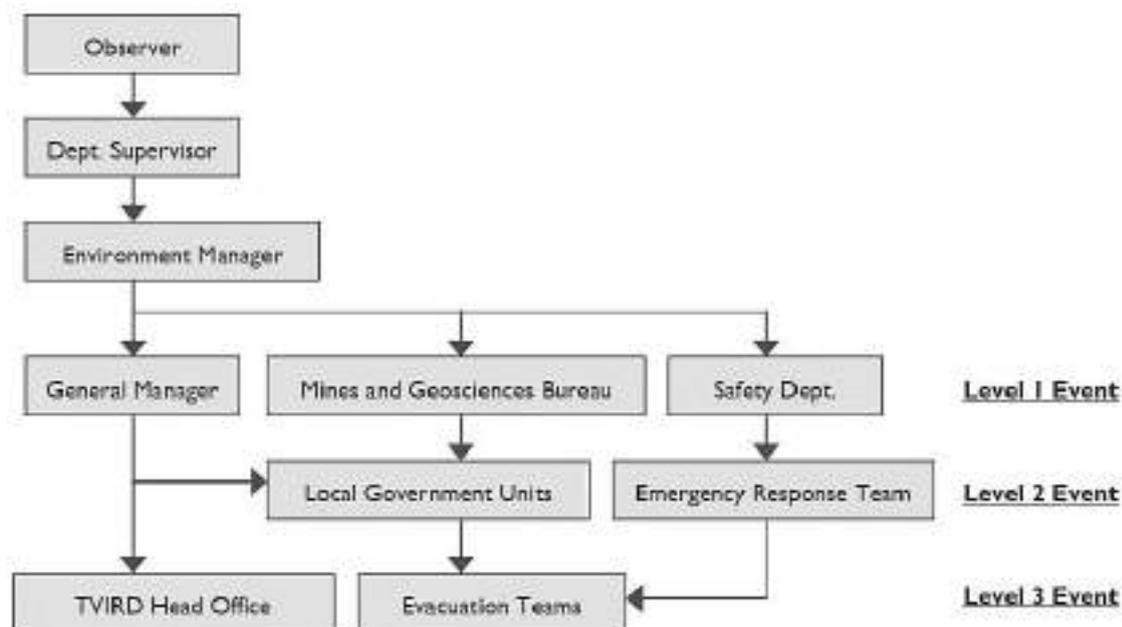 Observer
Dept. Supervisor
Environment Manager
General Manager
Mines and Geosciences Bureau
Safety Dept.
Level 1 Event
Local Government Units
Emergency Response Team
Level 2 Event
TVIRD Head Office
Evacuation Teams
Level 3 Event